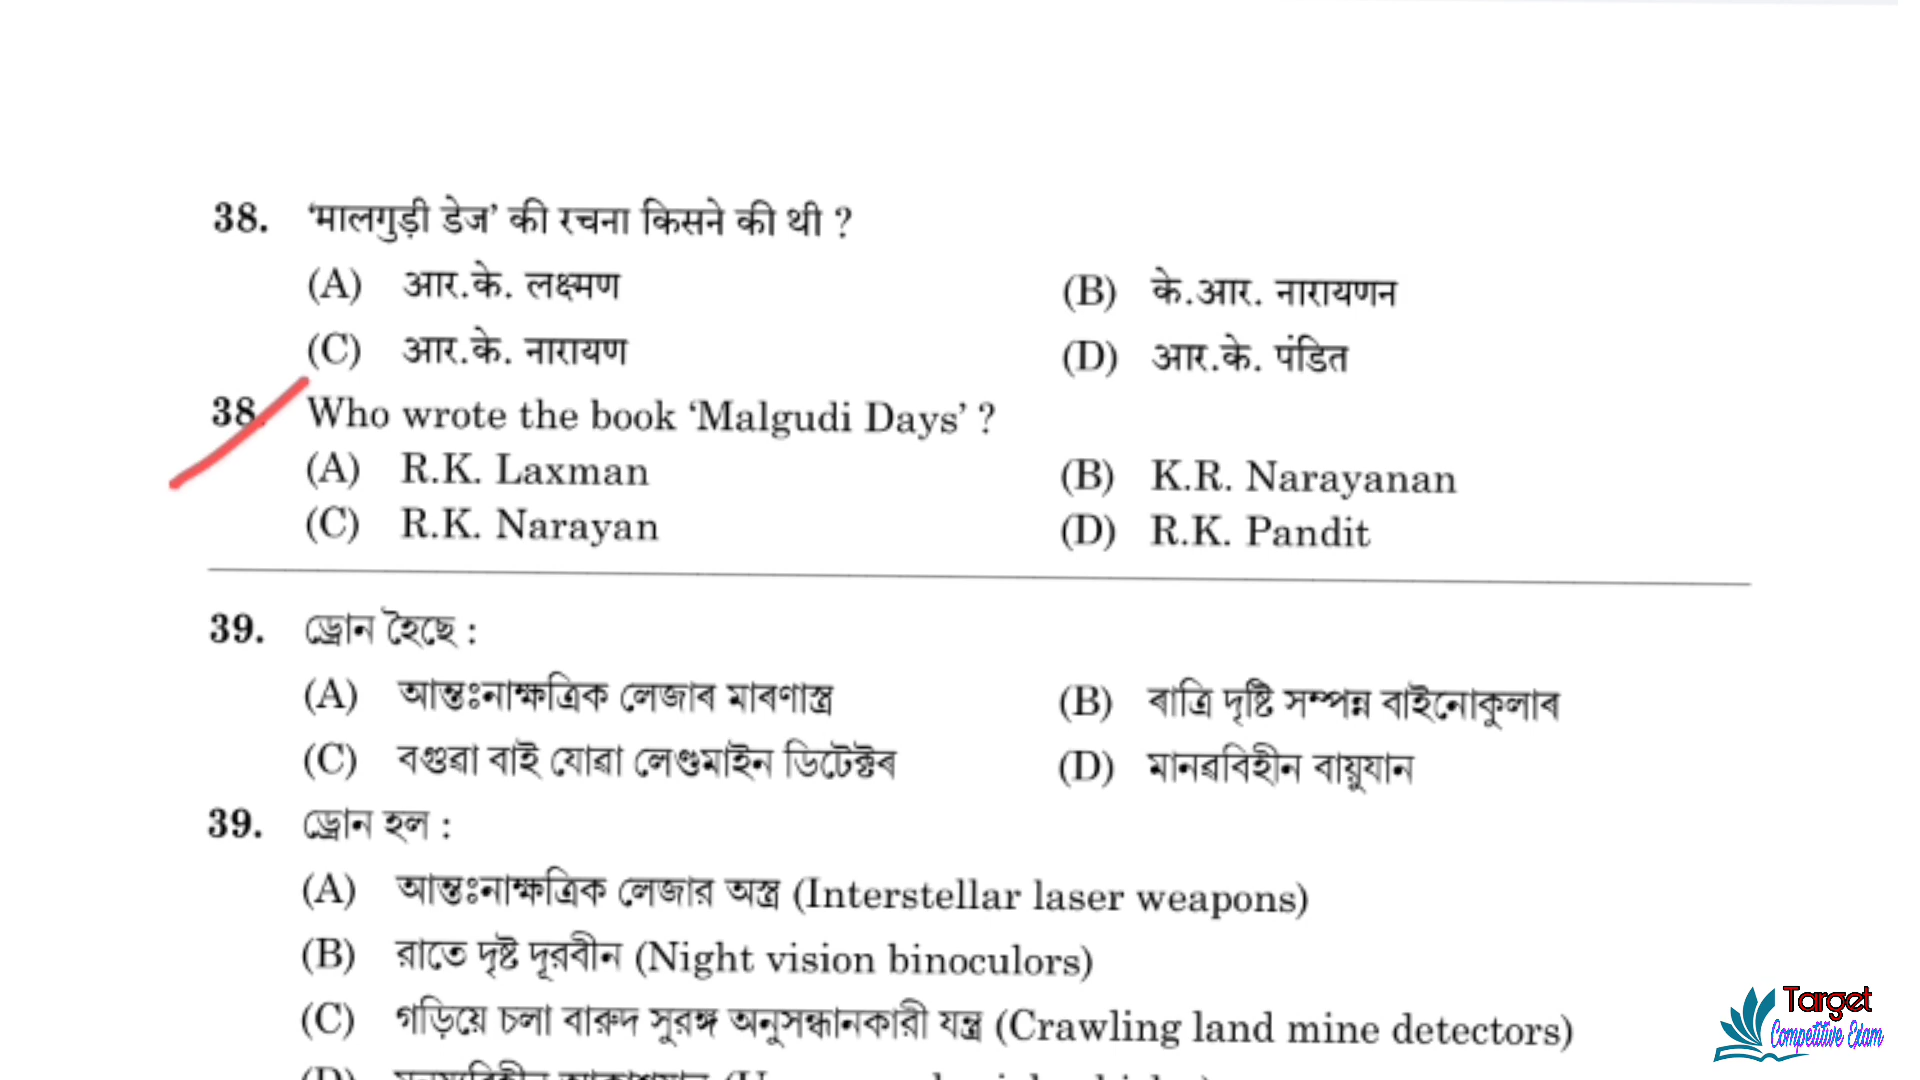 38. ‘मालगुड़ी डेज’ की रचना किसने की थी ?
(A) आर.के. लक्ष्मण (B) के.आर. नारायणन
(C) आर.के. नारायण (D) आर.के. पंडित
38. Who wrote the book ‘Malgudi Days’ ?
(A) R.K. Laxman (B) K.R. Narayanan
(C) R.K. Narayan (D) R.K. Pandit
39. ড্ৰোন হৈছে :
(A) আন্তঃনাক্ষত্ৰিক লেজাৰ মাৰণাস্ত্ৰ (B) ৰাত্ৰি দৃষ্টি সম্পন্ন বাইনোকুলাৰ
(C) বগুৱা বাই যোৱা লেণ্ডমাইন ডিটেক্টৰ (D) মানৱবিহীন বায়ুযান
39. ড্রোন হল :
(A) আন্তঃনাক্ষত্রিক লেজার অস্ত্র (Interstellar laser weapons)
(B) রাতে দৃষ্ট দূরবীন (Night vision binoculars)
(C) গড়িয়ে চলা বারুদ সুরঙ্গ অনুসন্ধানকারী যন্ত্র (Crawling land mine detectors)
Target
Competitive Exam